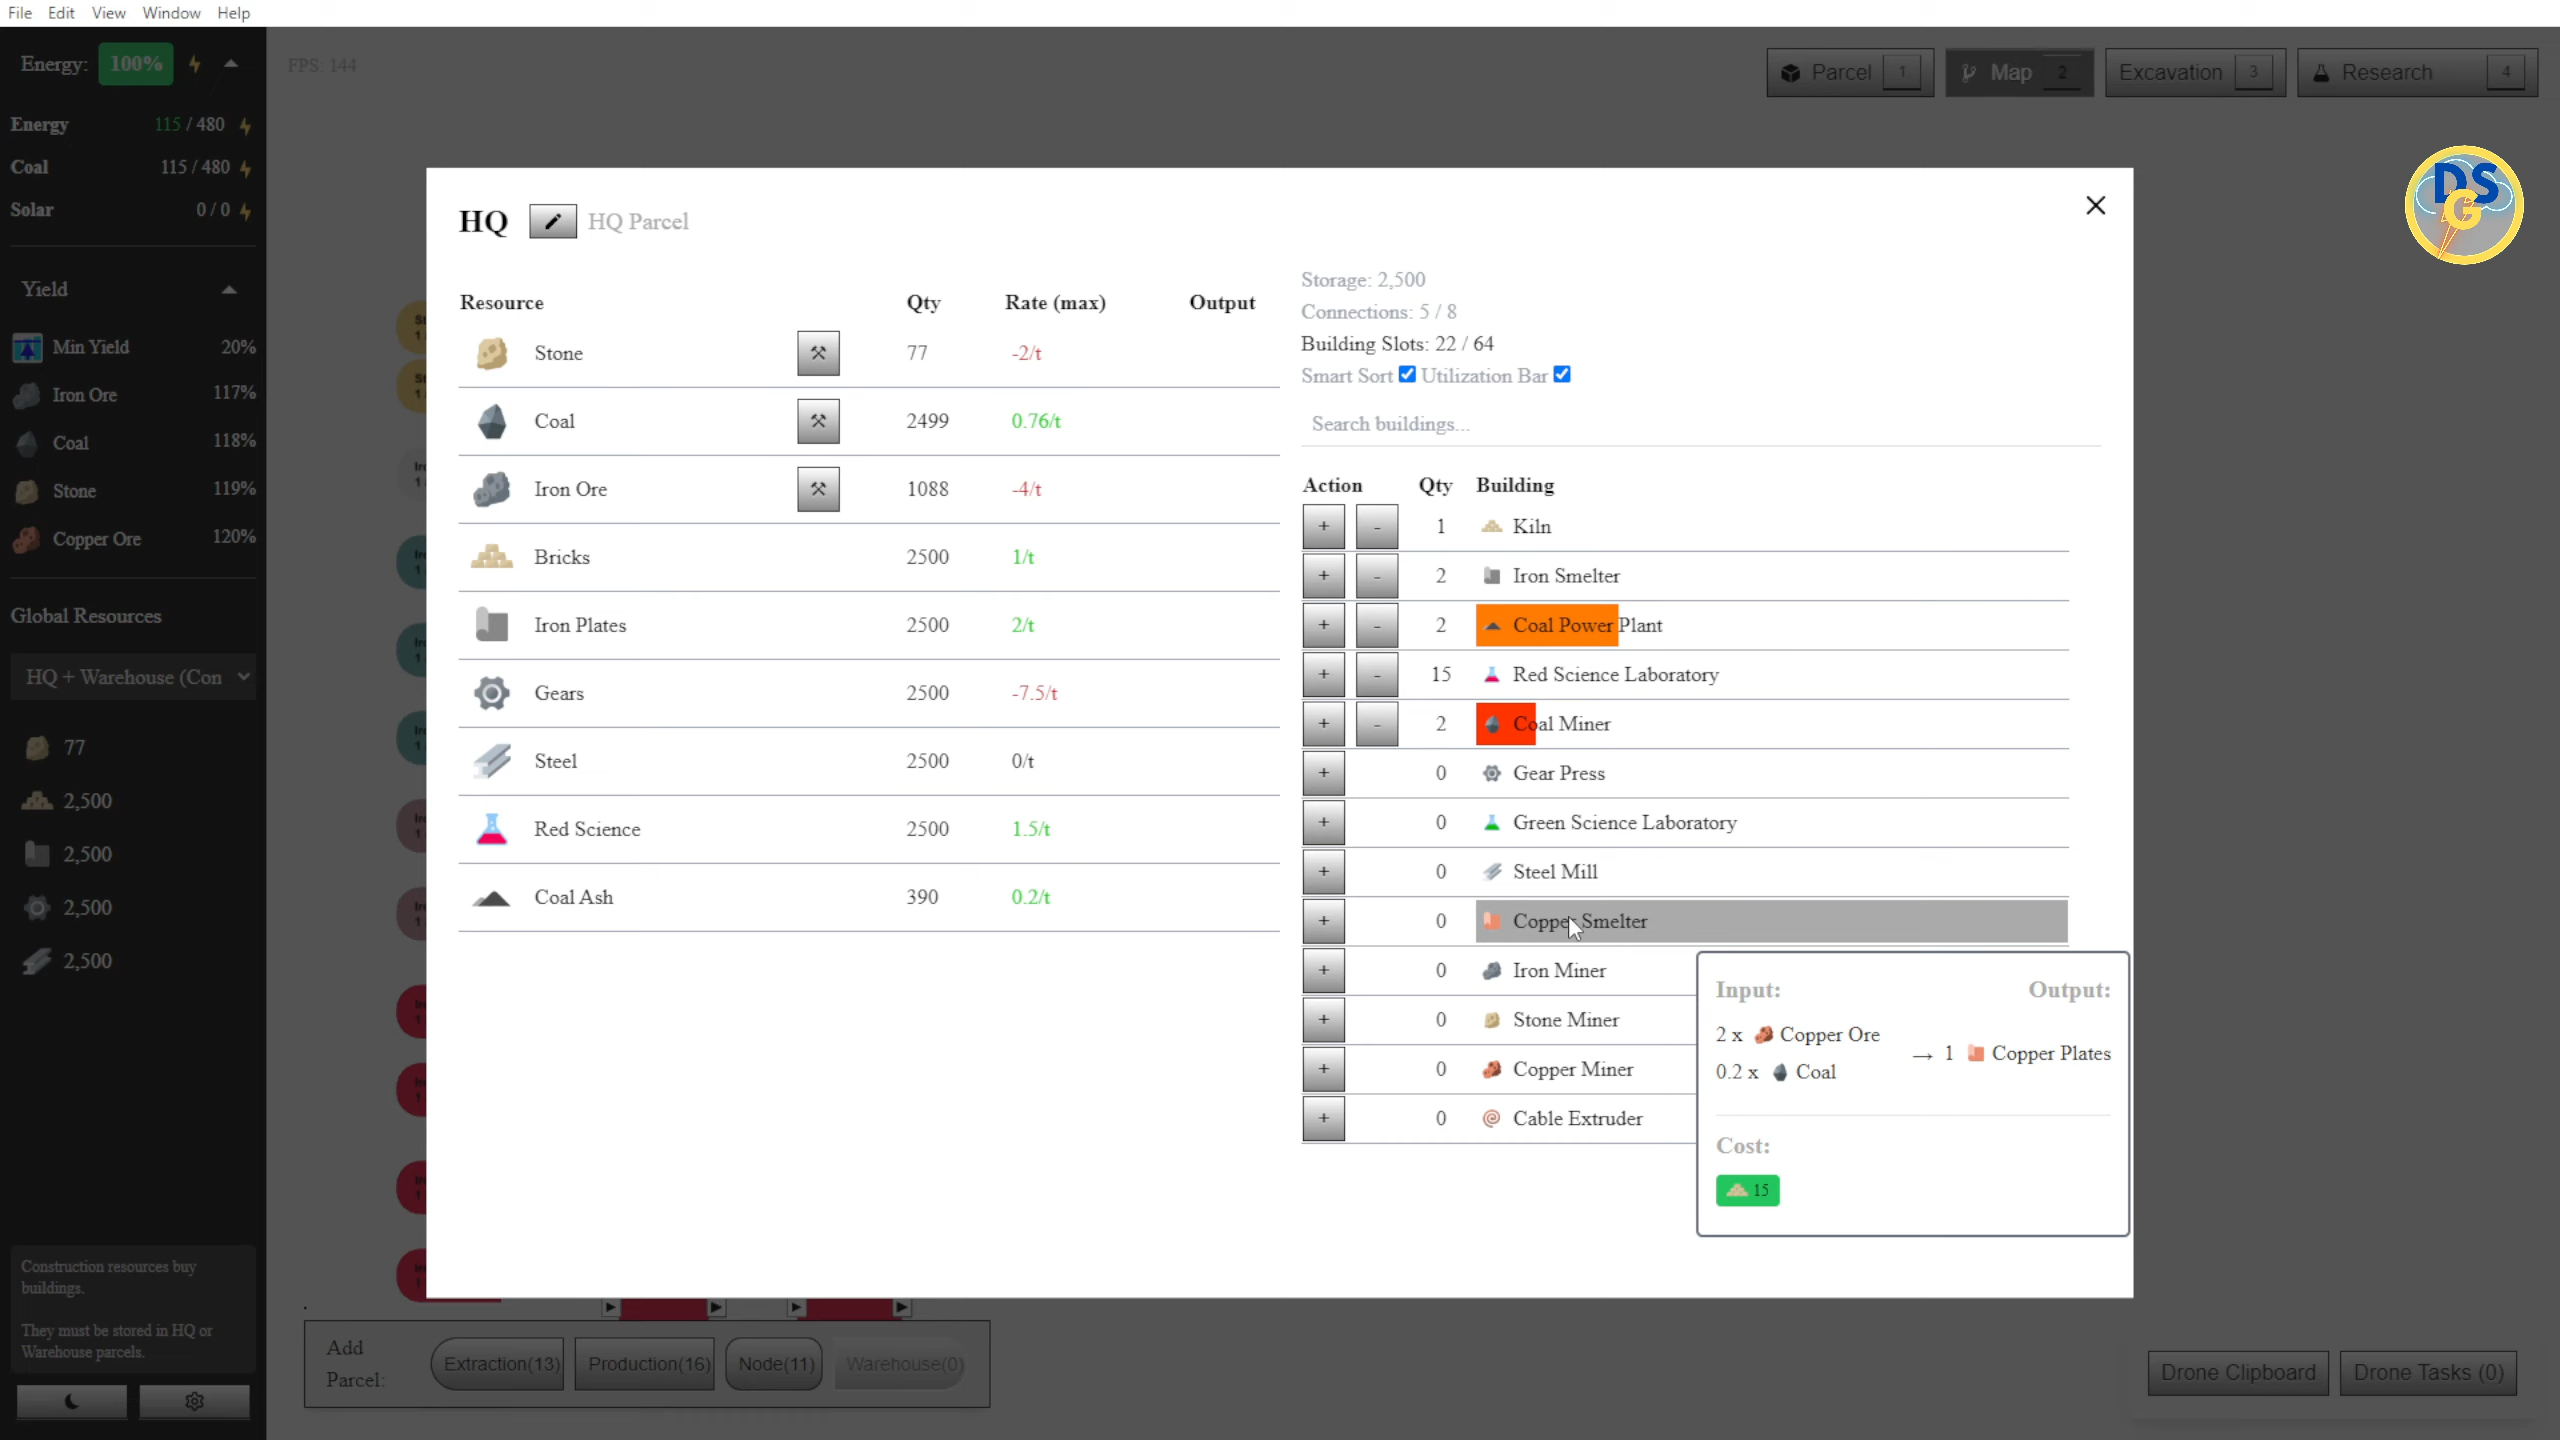 File Edit View Window Help
Energy: 100%
FPS: 144
Parcel 1
Map 2
Excavation 3
Research 4
Energy 115 / 480
Coal 115 / 480
Solar 0 / 0
Yield
Min Yield 20%
Iron Ore 117%
Coal 118%
Stone 119%
Copper Ore 120%
Global Resources
HQ + Warehouse (Con
77
2,500
2,500
2,500
2,500
Construction resources buy
buildings.
They must be stored in HQ or
Warehouse parcels.
DSG
HQ HQ Parcel
Resource Qty Rate (max) Output
Stone 77 -2/t
Coal 2499 0.76/t
Iron Ore 1088 -4/t
Bricks 2500 1/t
Iron Plates 2500 2/t
Gears 2500 -7.5/t
Steel 2500 0/t
Red Science 2500 1.5/t
Coal Ash 390 0.2/t
Storage: 2,500
Connections: 5 / 8
Building Slots: 22 / 64
Smart Sort Utilization Bar
Search buildings...
Action Qty Building
+ - 1 Kiln
+ - 2 Iron Smelter
+ - 2 Coal Power Plant
+ - 15 Red Science Laboratory
+ - 2 Coal Miner
+ 0 Gear Press
+ 0 Green Science Laboratory
+ 0 Steel Mill
+ 0 Copper Smelter
+ 0 Iron Miner
+ 0 Stone Miner
+ 0 Copper Miner
+ 0 Cable Extruder
Input: Output:
2 x Copper Ore
0.2 x Coal
→ 1 Copper Plates
Cost:
15
Add
Parcel:
Extraction(13)
Production(16)
Node(11)
Warehouse(0)
Drone Clipboard
Drone Tasks (0)